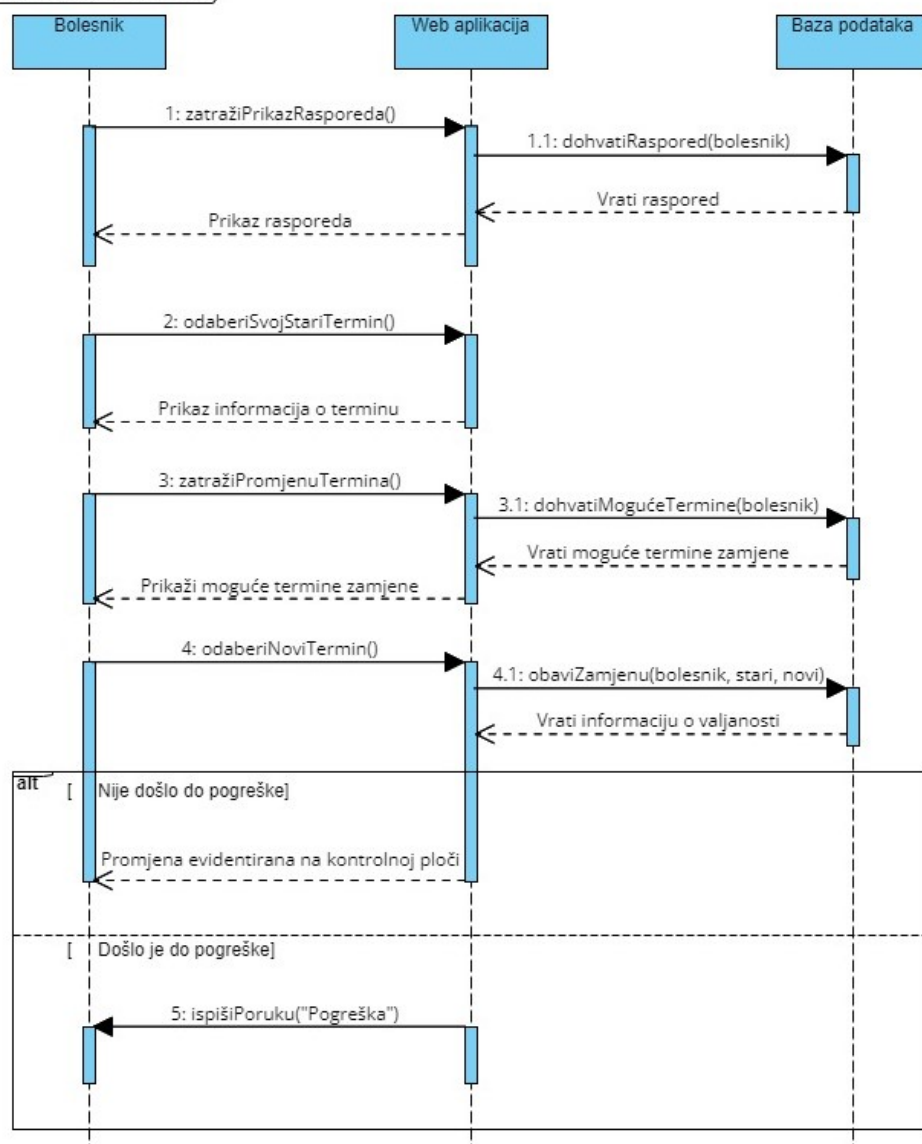 Bolesnik
Web aplikacija
Baza podataka
1: zatražiPrikazRasporeda()
1.1: dohvatiRaspored(bolesnik)
Vrati raspored
Prikaz rasporeda
2: odaberiSvojStariTermin()
Prikaz informacija o terminu
3: zatražiPromjenuTermina()
3.1: dohvatiMogućeTermine(bolesnik)
Vrati moguće termine zamjene
Prikaži moguće termine zamjene
4: odaberiNoviTermin()
4.1: obaviZamjenu(bolesnik, stari, novi)
Vrati informaciju o valjanosti
alt
[ Nije došlo do pogreške]
Promjena evidentirana na kontrolnoj ploči
[ Došlo je do pogreške]
5: ispišiPoruku("Pogreška")